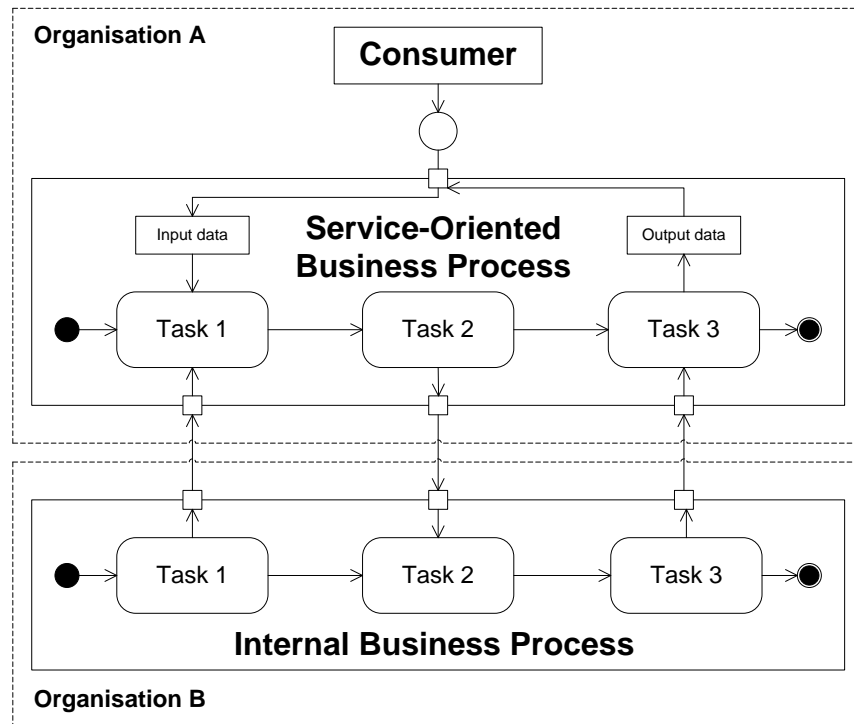 Organisation A
Consumer
Input data
Service-Oriented
Business Process
Output data
Task 1
Task 2
Task 3
Task 1
Task 2
Task 3
Internal Business Process
Organisation B